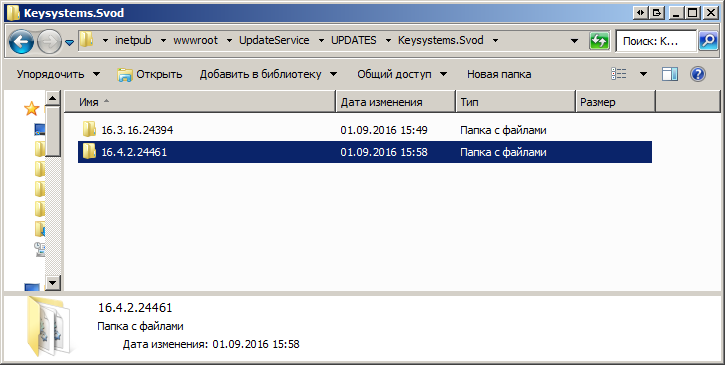 Keysystems.Svod
inetpub wwwroot UpdateService UPDATES Keysystems.Svod Поиск: K...
Упорядочить Открыть Добавить в библиотеку Общий доступ Новая папка
Имя Дата изменения Тип Размер
16.3.16.24394 01.09.2016 15:49 Папка с файлами
16.4.2.24461 01.09.2016 15:58 Папка с файлами
16.4.2.24461
Папка с файлами
Дата изменения: 01.09.2016 15:58